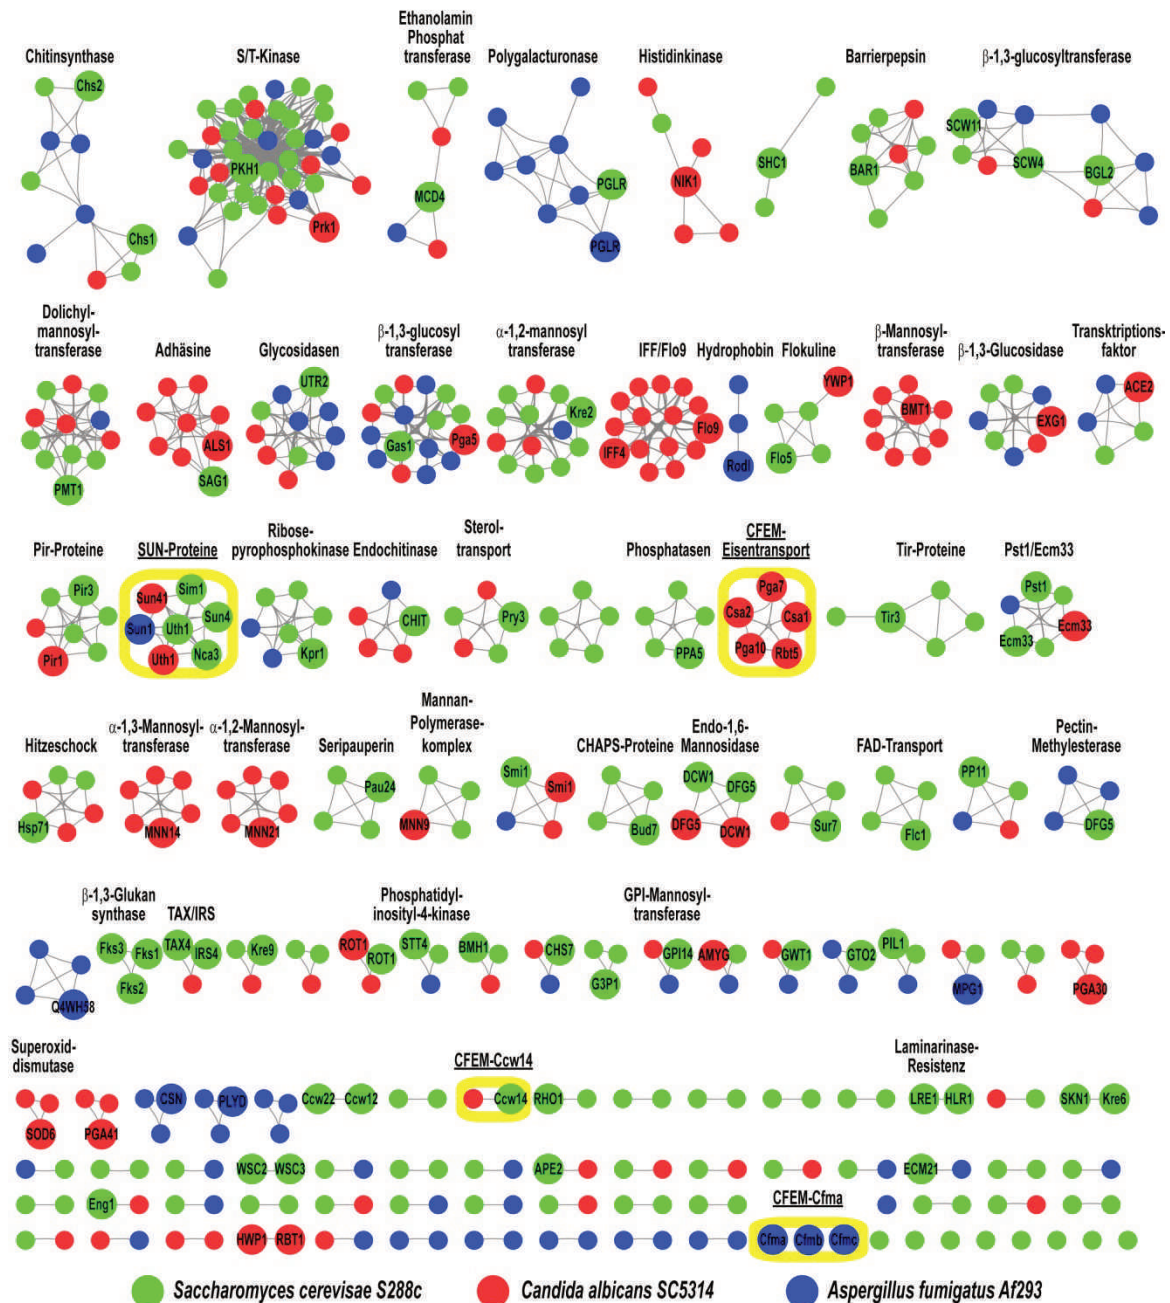 Ethanolamin
Phosphat
transferase
Chitinsynthase
S/T-Kinase
Polygalacturonase
Histidinkinase
Barrierpepsin
β-1,3-glucosyltransferase
Chs2
SCW11
PKH1
SHC1
BAR1
SCW4
BGL2
PGLR
NIK1
MCD4
Prk1
Chs1
PGLR
Dolichyl-
mannosyl-
transferase
Adhäsine
Glycosidasen
β-1,3-glucosyl
transferase
α-1,2-mannosyl
transferase
IFF/Flo9
Hydrophobin
Flokuline
β-Mannosyl-
transferase
β-1,3-Glucosidase
Transktriptions-
faktor
UTR2
YWP1
ACE2
Kre2
BMT1
EXG1
ALS1
Gas1
Pga5
Flo9
IFF4
Rodl
Flo5
PMT1
SAG1
Pir-Proteine
SUN-Proteine
Ribose-
pyrophosphokinase
Endochitinase
Sterol-
transport
Phosphatasen
CFEM-
Eisentransport
Tir-Proteine
Pst1/Ecm33
Pir3
Pir1
Sun41
Sim1
Sun1
Uth1
Sun4
Uth1
Nca3
Kpr1
CHIT
Pry3
PPA5
Pga7
Csa2
Csa1
Pga10
Rbt5
Tir3
Pst1
Ecm33
Ecm33
Hitzeschock
α-1,3-Mannosyl-
transferase
α-1,2-Mannosyl-
transferase
Seripauperin
Mannan-
Polymerase-
komplex
CHAPS-Proteine
Endo-1,6-
Mannosidase
FAD-Transport
Pectin-
Methylesterase
Hsp71
MNN14
MNN21
Pau24
MNN9
Smi1
Smi1
Bud7
DCW1
DFG5
DFG5
DCW1
Sur7
Flc1
PP11
DFG5
β-1,3-Glukan
synthase
TAX/IRS
Phosphatidyl-
inosityl-4-kinase
GPI-Mannosyl-
transferase
Q4WH58
Fks3
Fks1
Fks2
TAX4
IRS4
Kre9
ROT1
ROT1
STT4
BMH1
CHS7
G3P1
GPI14
AMYG
GWT1
GTO2
PIL1
MPG1
PGA30
Superoxid-
dismutase
CFEM-Ccw14
Laminarinase-
Resistenz
SOD6
PGA41
CSN
PLYD
Ccw22
Ccw12
Ccw14
RHO1
LRE1
HLR1
SKN1
Kre6
WSC2
WSC3
APE2
ECM21
Eng1
CFEM-Cfma
HWP1
RBT1
Cfma
Cfmb
Cfmc
Saccharomyces cerevisae S288c
Candida albicans SC5314
Aspergillus fumigatus Af293